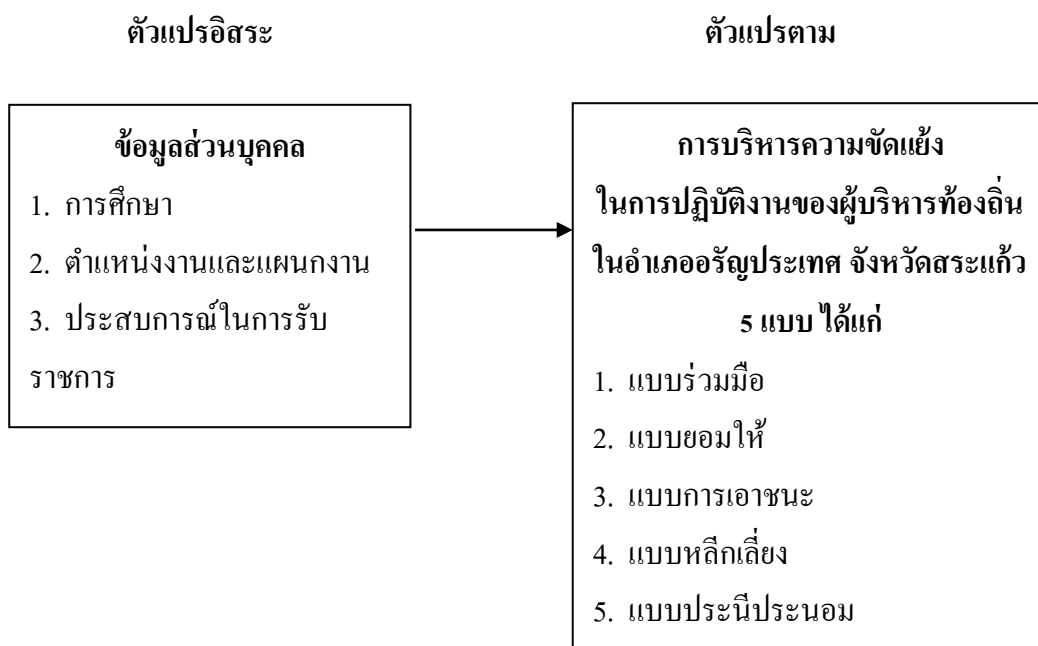 ตัวแปรอิสระ
ตัวแปรตาม
ข้อมูลส่วนบุคคล
1. การศึกษา
2. ตำแหน่งงานและแผนกงาน
3. ประสบการณ์ในการรับ
ราชการ
การบริหารความขัดแย้ง
ในการปฏิบัติงานของผู้บริหารท้องถิ่น
ในอำเภออรัญประเทศ จังหวัดสระแก้ว
5 แบบ ได้แก่
1. แบบร่วมมือ
2. แบบยอมให้
3. แบบการเอาชนะ
4. แบบหลีกเลี่ยง
5. แบบประนีประนอม